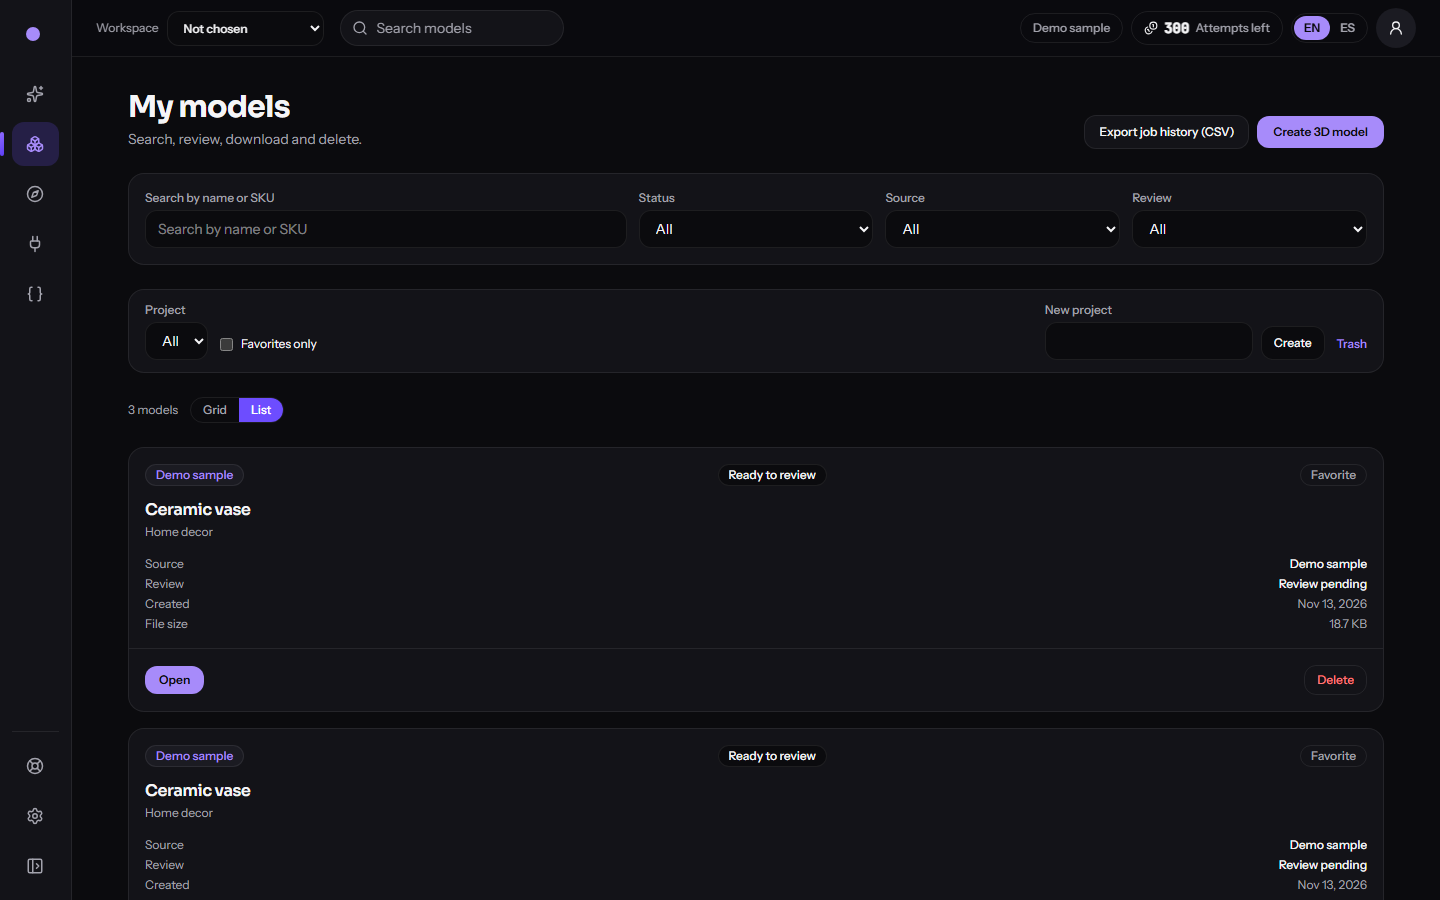 Workspace Not chosen Search models Demo sample 300 Attempts left EN ES
My models
Search, review, download and delete.
Export job history (CSV) Create 3D model
Search by name or SKU Status Source Review
Search by name or SKU All All All
Project New project
All Favorites only Create Trash
3 models Grid List
Demo sample Ready to review Favorite
Ceramic vase
Home decor
Source Demo sample
Review Review pending
Created Nov 13, 2026
File size 18.7 KB
Open Delete
Demo sample Ready to review Favorite
Ceramic vase
Home decor
Source Demo sample
Review Review pending
Created Nov 13, 2026